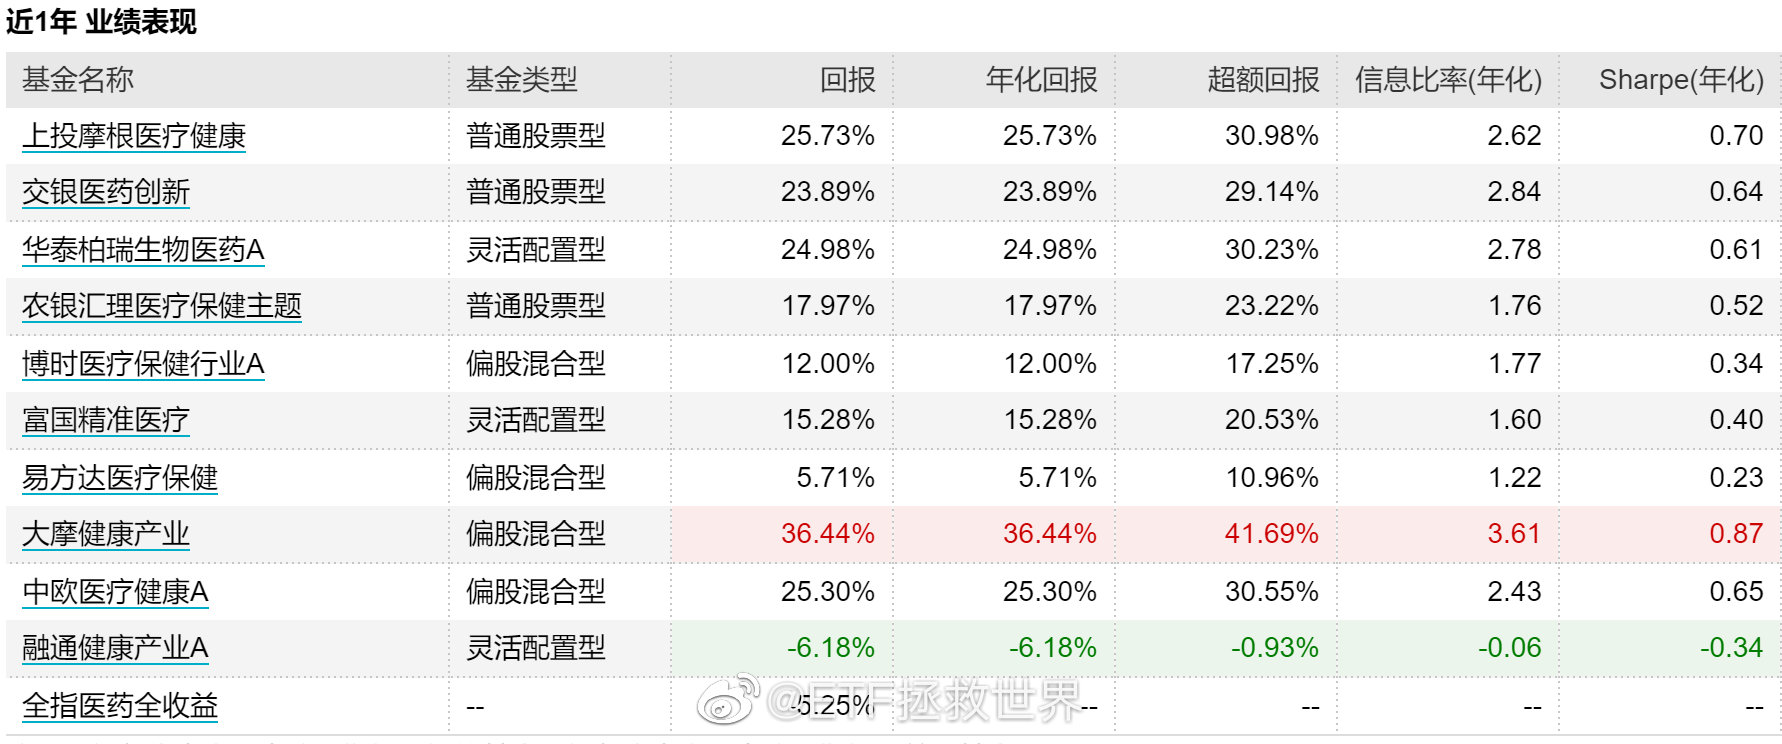 近1年 业绩表现
基金名称 基金类型 回报 年化回报 超额回报 信息比率(年化) Sharpe(年化)
上投摩根医疗健康 普通股票型 25.73% 25.73% 30.98% 2.62 0.70
交银医药创新 普通股票型 23.89% 23.89% 29.14% 2.84 0.64
华泰柏瑞生物医药A 灵活配置型 24.98% 24.98% 30.23% 2.78 0.61
农银汇理医疗保健主题 普通股票型 17.97% 17.97% 23.22% 1.76 0.52
博时医疗保健行业A 偏股混合型 12.00% 12.00% 17.25% 1.77 0.34
富国精准医疗 灵活配置型 15.28% 15.28% 20.53% 1.60 0.40
易方达医疗保健 偏股混合型 5.71% 5.71% 10.96% 1.22 0.23
大摩健康产业 偏股混合型 36.44% 36.44% 41.69% 3.61 0.87
中欧医疗健康A 偏股混合型 25.30% 25.30% 30.55% 2.43 0.65
融通健康产业A 灵活配置型 -6.18% -6.18% -0.93% -0.06 -0.34
全指医药全收益 -- -5.25% -- -- -- --
@ETF拯救世界